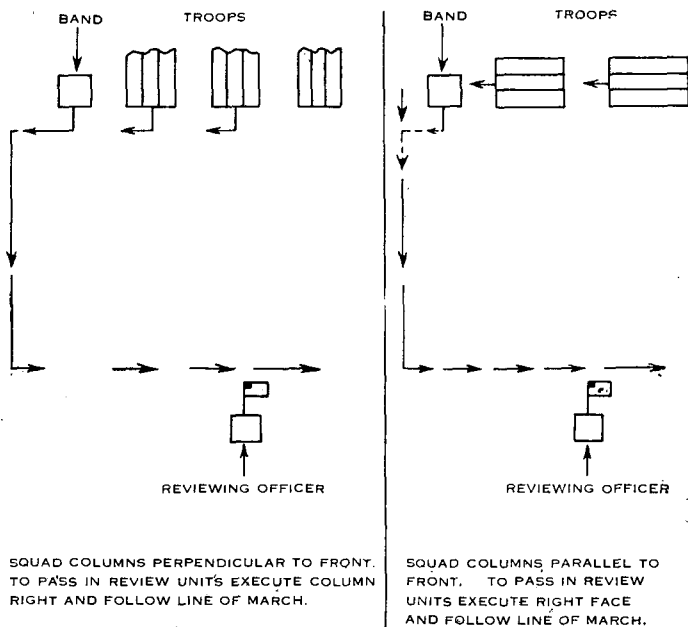 BAND
TROOPS
REVIEWING OFFICER
SQUAD COLUMNS PERPENDICULAR TO FRONT.
TO PASS IN REVIEW UNITS EXECUTE COLUMN
RIGHT AND FOLLOW LINE OF MARCH.
BAND
TROOPS
REVIEWING OFFICER
SQUAD COLUMNS PARALLEL TO
FRONT. TO PASS IN REVIEW
UNITS EXECUTE RIGHT FACE
AND FOLLOW LINE OF MARCH.